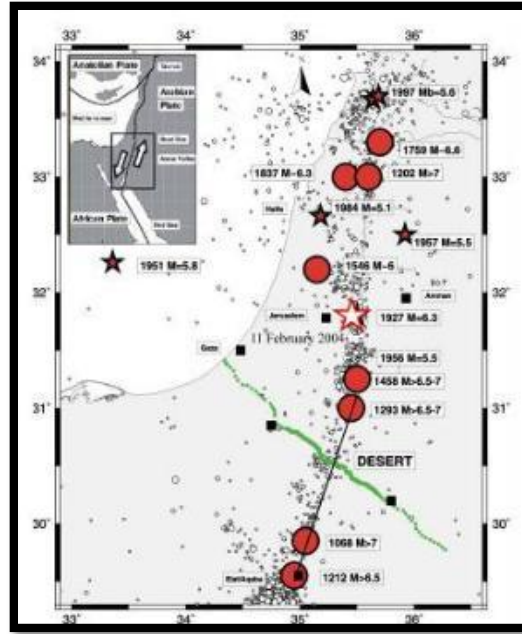 33° 34° 35° 36°
34°
Anatolian Plate
Arabian
Plate
African Plate
1997 Mb=5.6
1759 M~6.6
33°
1837 M~6.3
1202 M>7
Haifa
1984 M=5.1
1957 M=5.5
1951 M=5.8
1546 M~6
32°
Amman
Jerusalem
1927 M=6.3
11 February 2004
Gaza
1956 M=5.5
1458 M>6.5-7
31°
1293 M>6.5-7
DESERT
30°
1068 M>7
Eilat/Aqaba
1212 M>6.5
33° 34° 35° 36°